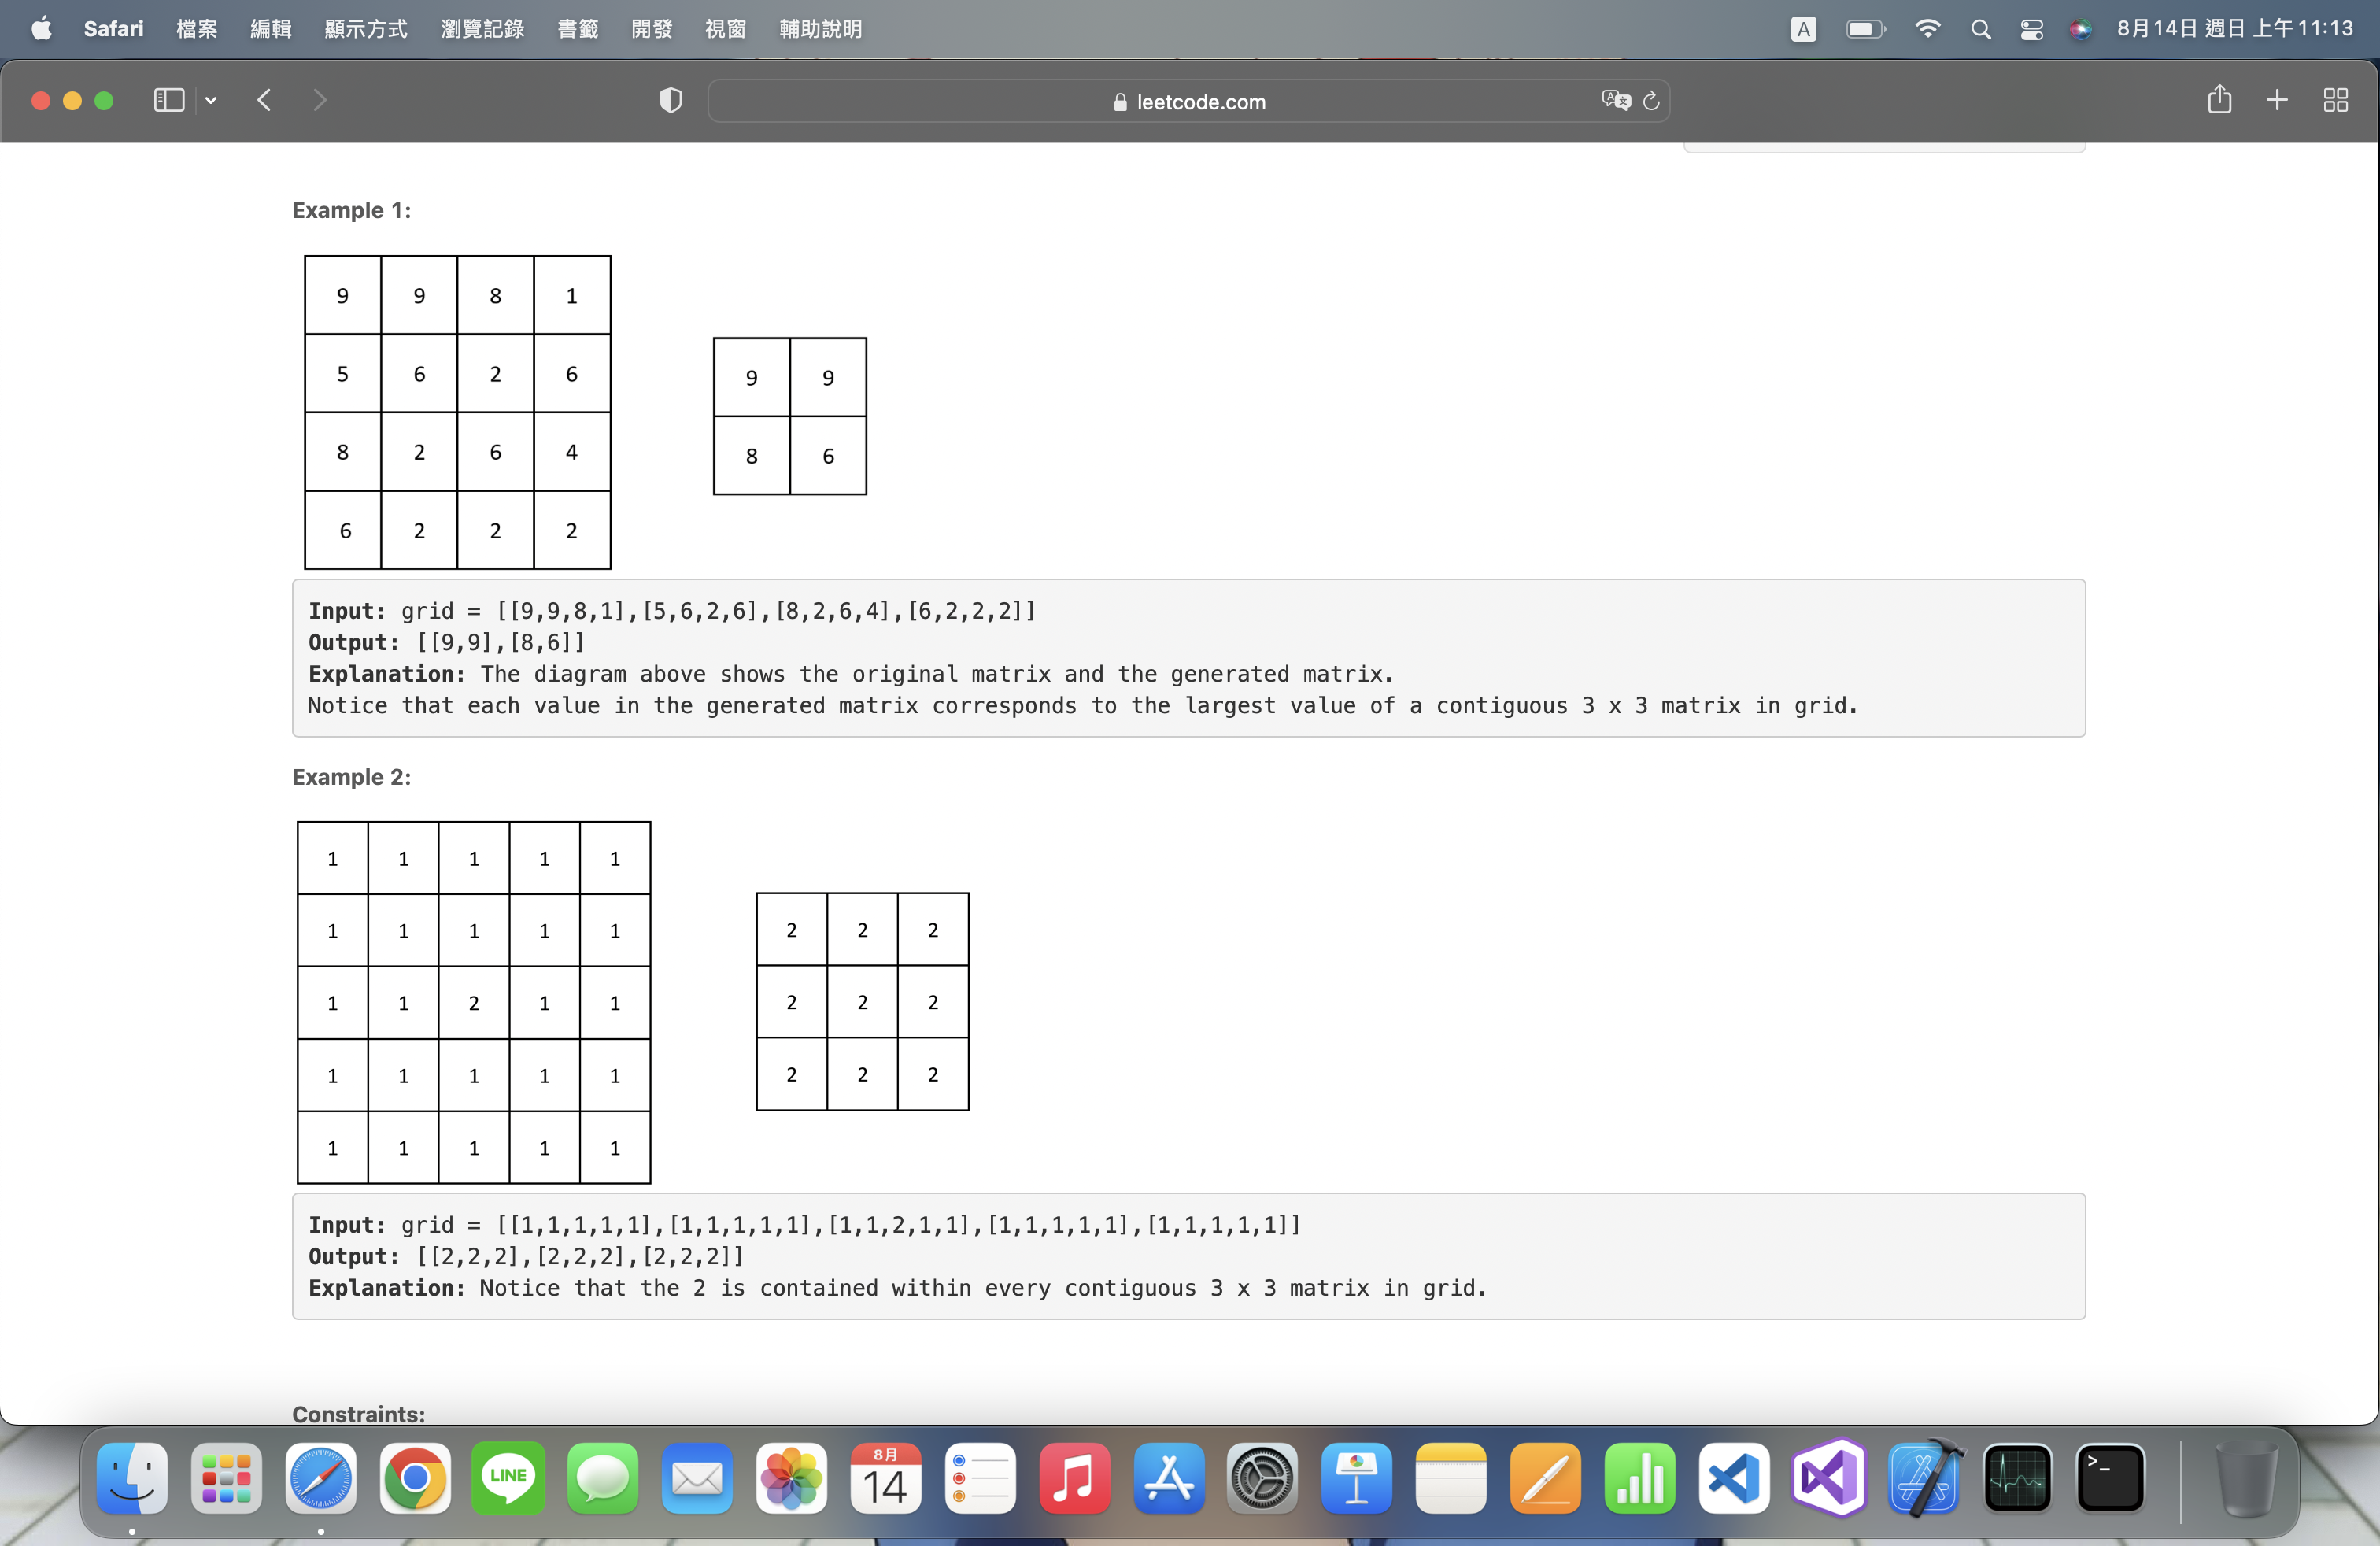 Safari 檔案 編輯 顯示方式 瀏覽記錄 書籤 開發 視窗 輔助說明 A 8月14日 週日 上午11:13
leetcode.com
Example 1:
9 9 8 1
5 6 2 6
8 2 6 4
6 2 2 2
9 9
8 6
Input: grid = [[9,9,8,1],[5,6,2,6],[8,2,6,4],[6,2,2,2]]
Output: [[9,9],[8,6]]
Explanation: The diagram above shows the original matrix and the generated matrix.
Notice that each value in the generated matrix corresponds to the largest value of a contiguous 3 x 3 matrix in grid.
Example 2:
1 1 1 1 1
1 1 1 1 1
1 1 2 1 1
1 1 1 1 1
1 1 1 1 1
2 2 2
2 2 2
2 2 2
Input: grid = [[1,1,1,1,1],[1,1,1,1,1],[1,1,2,1,1],[1,1,1,1,1],[1,1,1,1,1]]
Output: [[2,2,2],[2,2,2],[2,2,2]]
Explanation: Notice that the 2 is contained within every contiguous 3 x 3 matrix in grid.
Constraints:
LINE
8月
14
>_